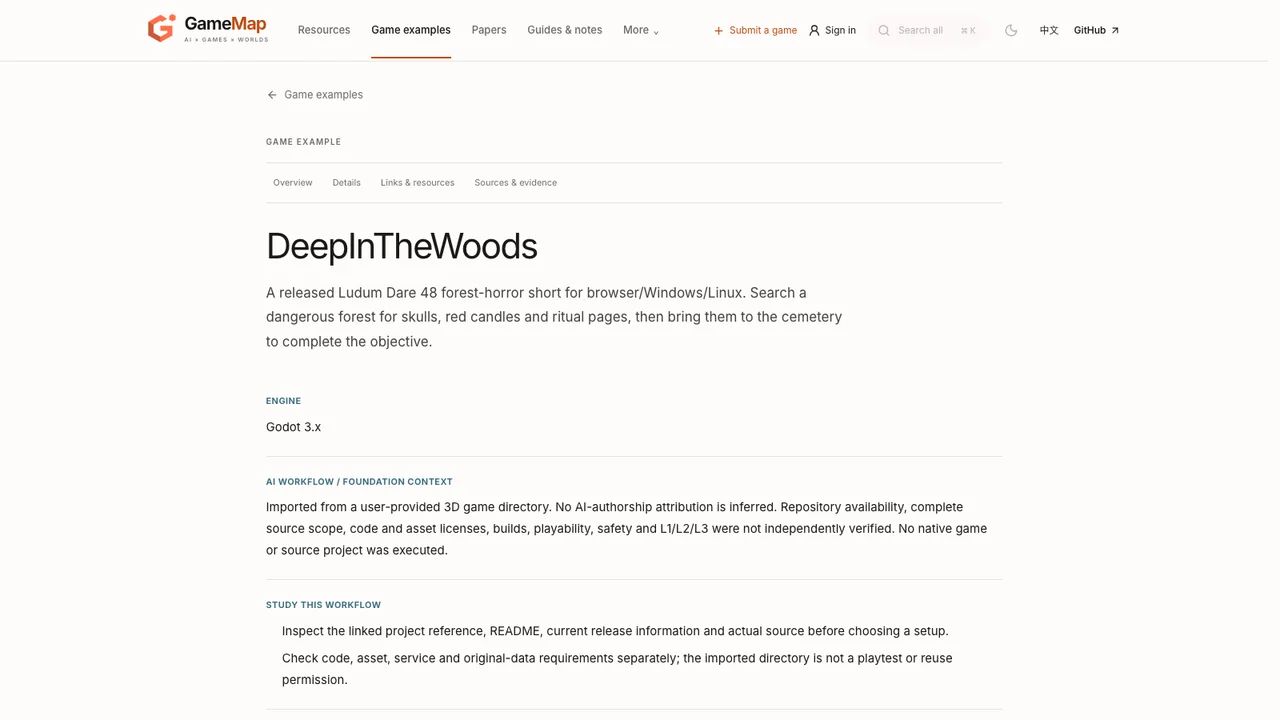 GameMap
AI × GAMES × WORLDS
Resources
Game examples
Papers
Guides & notes
More
+ Submit a game
Sign in
Search all
⌘ K
中文
GitHub ↗
← Game examples
GAME EXAMPLE
Overview
Details
Links & resources
Sources & evidence
DeepInTheWoods
A released Ludum Dare 48 forest-horror short for browser/Windows/Linux. Search a
dangerous forest for skulls, red candles and ritual pages, then bring them to the cemetery
to complete the objective.
ENGINE
Godot 3.x
AI WORKFLOW / FOUNDATION CONTEXT
Imported from a user-provided 3D game directory. No AI-authorship attribution is inferred. Repository availability, complete
source scope, code and asset licenses, builds, playability, safety and L1/L2/L3 were not independently verified. No native game
or source project was executed.
STUDY THIS WORKFLOW
Inspect the linked project reference, README, current release information and actual source before choosing a setup.
Check code, asset, service and original-data requirements separately; the imported directory is not a playtest or reuse
permission.